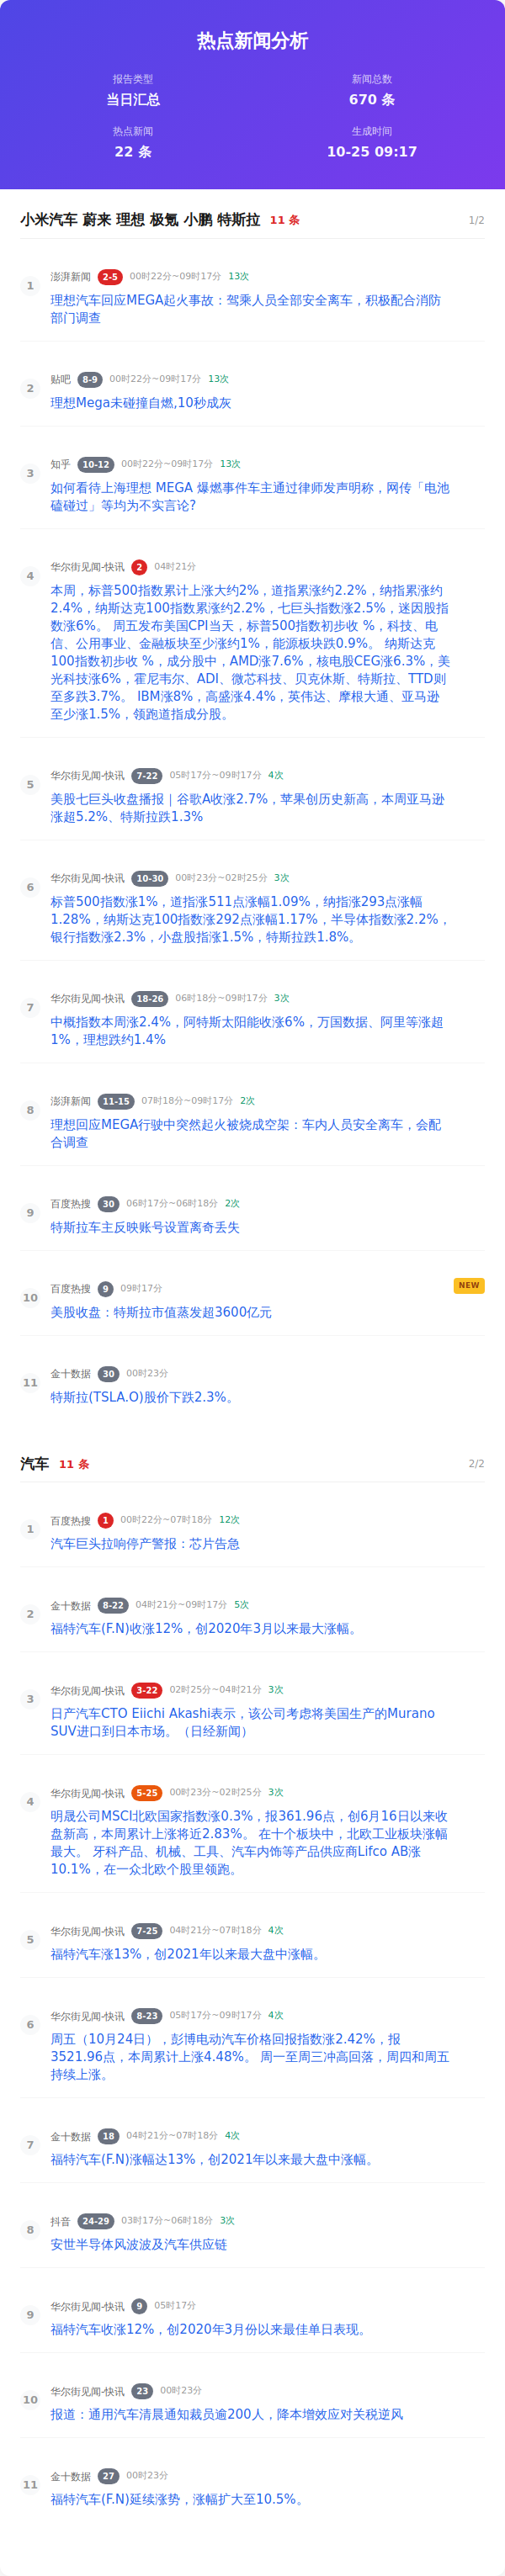 热点新闻分析
报告类型
当日汇总
新闻总数
670 条
热点新闻
22 条
生成时间
10-25 09:17
小米汽车 蔚来 理想 极氪 小鹏 特斯拉 11 条 1/2
1
澎湃新闻 2-5 00时22分~09时17分 13次
理想汽车回应MEGA起火事故：驾乘人员全部安全离车，积极配合消防
部门调查
2
贴吧 8-9 00时22分~09时17分 13次
理想Mega未碰撞自燃,10秒成灰
3
知乎 10-12 00时22分~09时17分 13次
如何看待上海理想 MEGA 爆燃事件车主通过律师发声明称，网传「电池
磕碰过」等均为不实言论?
4
华尔街见闻-快讯 2 04时21分
本周，标普500指数累计上涨大约2%，道指累涨约2.2%，纳指累涨约
2.4%，纳斯达克100指数累涨约2.2%，七巨头指数涨2.5%，迷因股指
数涨6%。 周五发布美国CPI当天，标普500指数初步收 %，科技、电
信、公用事业、金融板块至少涨约1%，能源板块跌0.9%。 纳斯达克
100指数初步收 %，成分股中，AMD涨7.6%，核电股CEG涨6.3%，美
光科技涨6%，霍尼韦尔、ADI、微芯科技、贝克休斯、特斯拉、TTD则
至多跌3.7%。 IBM涨8%，高盛涨4.4%，英伟达、摩根大通、亚马逊
至少涨1.5%，领跑道指成分股。
5
华尔街见闻-快讯 7-22 05时17分~09时17分 4次
美股七巨头收盘播报｜谷歌A收涨2.7%，苹果创历史新高，本周亚马逊
涨超5.2%、特斯拉跌1.3%
6
华尔街见闻-快讯 10-30 00时23分~02时25分 3次
标普500指数涨1%，道指涨511点涨幅1.09%，纳指涨293点涨幅
1.28%，纳斯达克100指数涨292点涨幅1.17%，半导体指数涨2.2%，
银行指数涨2.3%，小盘股指涨1.5%，特斯拉跌1.8%。
7
华尔街见闻-快讯 18-26 06时18分~09时17分 3次
中概指数本周涨2.4%，阿特斯太阳能收涨6%，万国数据、阿里等涨超
1%，理想跌约1.4%
8
澎湃新闻 11-15 07时18分~09时17分 2次
理想回应MEGA行驶中突然起火被烧成空架：车内人员安全离车，会配
合调查
9
百度热搜 30 06时17分~06时18分 2次
特斯拉车主反映账号设置离奇丢失
10
百度热搜 9 09时17分 NEW
美股收盘：特斯拉市值蒸发超3600亿元
11
金十数据 30 00时23分
特斯拉(TSLA.O)股价下跌2.3%。
汽车 11 条 2/2
1
百度热搜 1 00时22分~07时18分 12次
汽车巨头拉响停产警报：芯片告急
2
金十数据 8-22 04时21分~09时17分 5次
福特汽车(F.N)收涨12%，创2020年3月以来最大涨幅。
3
华尔街见闻-快讯 3-22 02时25分~04时21分 3次
日产汽车CTO Eiichi Akashi表示，该公司考虑将美国生产的Murano
SUV进口到日本市场。（日经新闻）
4
华尔街见闻-快讯 5-25 00时23分~02时25分 3次
明晟公司MSCI北欧国家指数涨0.3%，报361.96点，创6月16日以来收
盘新高，本周累计上涨将近2.83%。 在十个板块中，北欧工业板块涨幅
最大。 牙科产品、机械、工具、汽车内饰等产品供应商Lifco AB涨
10.1%，在一众北欧个股里领跑。
5
华尔街见闻-快讯 7-25 04时21分~07时18分 4次
福特汽车涨13%，创2021年以来最大盘中涨幅。
6
华尔街见闻-快讯 8-23 05时17分~09时17分 4次
周五（10月24日），彭博电动汽车价格回报指数涨2.42%，报
3521.96点，本周累计上涨4.48%。 周一至周三冲高回落，周四和周五
持续上涨。
7
金十数据 18 04时21分~07时18分 4次
福特汽车(F.N)涨幅达13%，创2021年以来最大盘中涨幅。
8
抖音 24-29 03时17分~06时18分 3次
安世半导体风波波及汽车供应链
9
华尔街见闻-快讯 9 05时17分
福特汽车收涨12%，创2020年3月份以来最佳单日表现。
10
华尔街见闻-快讯 23 00时23分
报道：通用汽车清晨通知裁员逾200人，降本增效应对关税逆风
11
金十数据 27 00时23分
福特汽车(F.N)延续涨势，涨幅扩大至10.5%。